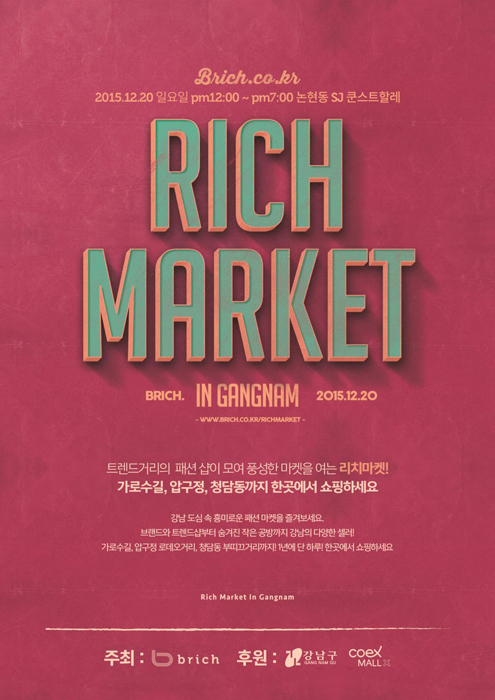 Brich.co.kr
2015.12.20 일요일 pm12:00 ~ pm7:00 논현동 SJ 쿤스트할레
RICH
MARKET
BRICH. IN GANGNAM 2015.12.20
- WWW.BRICH.CO.KR/RICHMARKET -
트렌드거리의 패션 샵이 모여 풍성한 마켓을 여는 리치마켓!
가로수길, 압구정, 청담동까지 한곳에서 쇼핑하세요
강남 도심 속 흥미로운 패션 마켓을 즐겨보세요.
브랜드와 트렌드샵부터 숨겨진 작은 공방까지 강남의 다양한 셀러!
가로수길, 압구정 로데오거리, 청담동 부띠끄거리까지! 1년에 단 하루! 한곳에서 쇼핑하세요
Rich Market In Gangnam
주최 : brich 후원 : 강남구 GANG NAM GU coex MALL